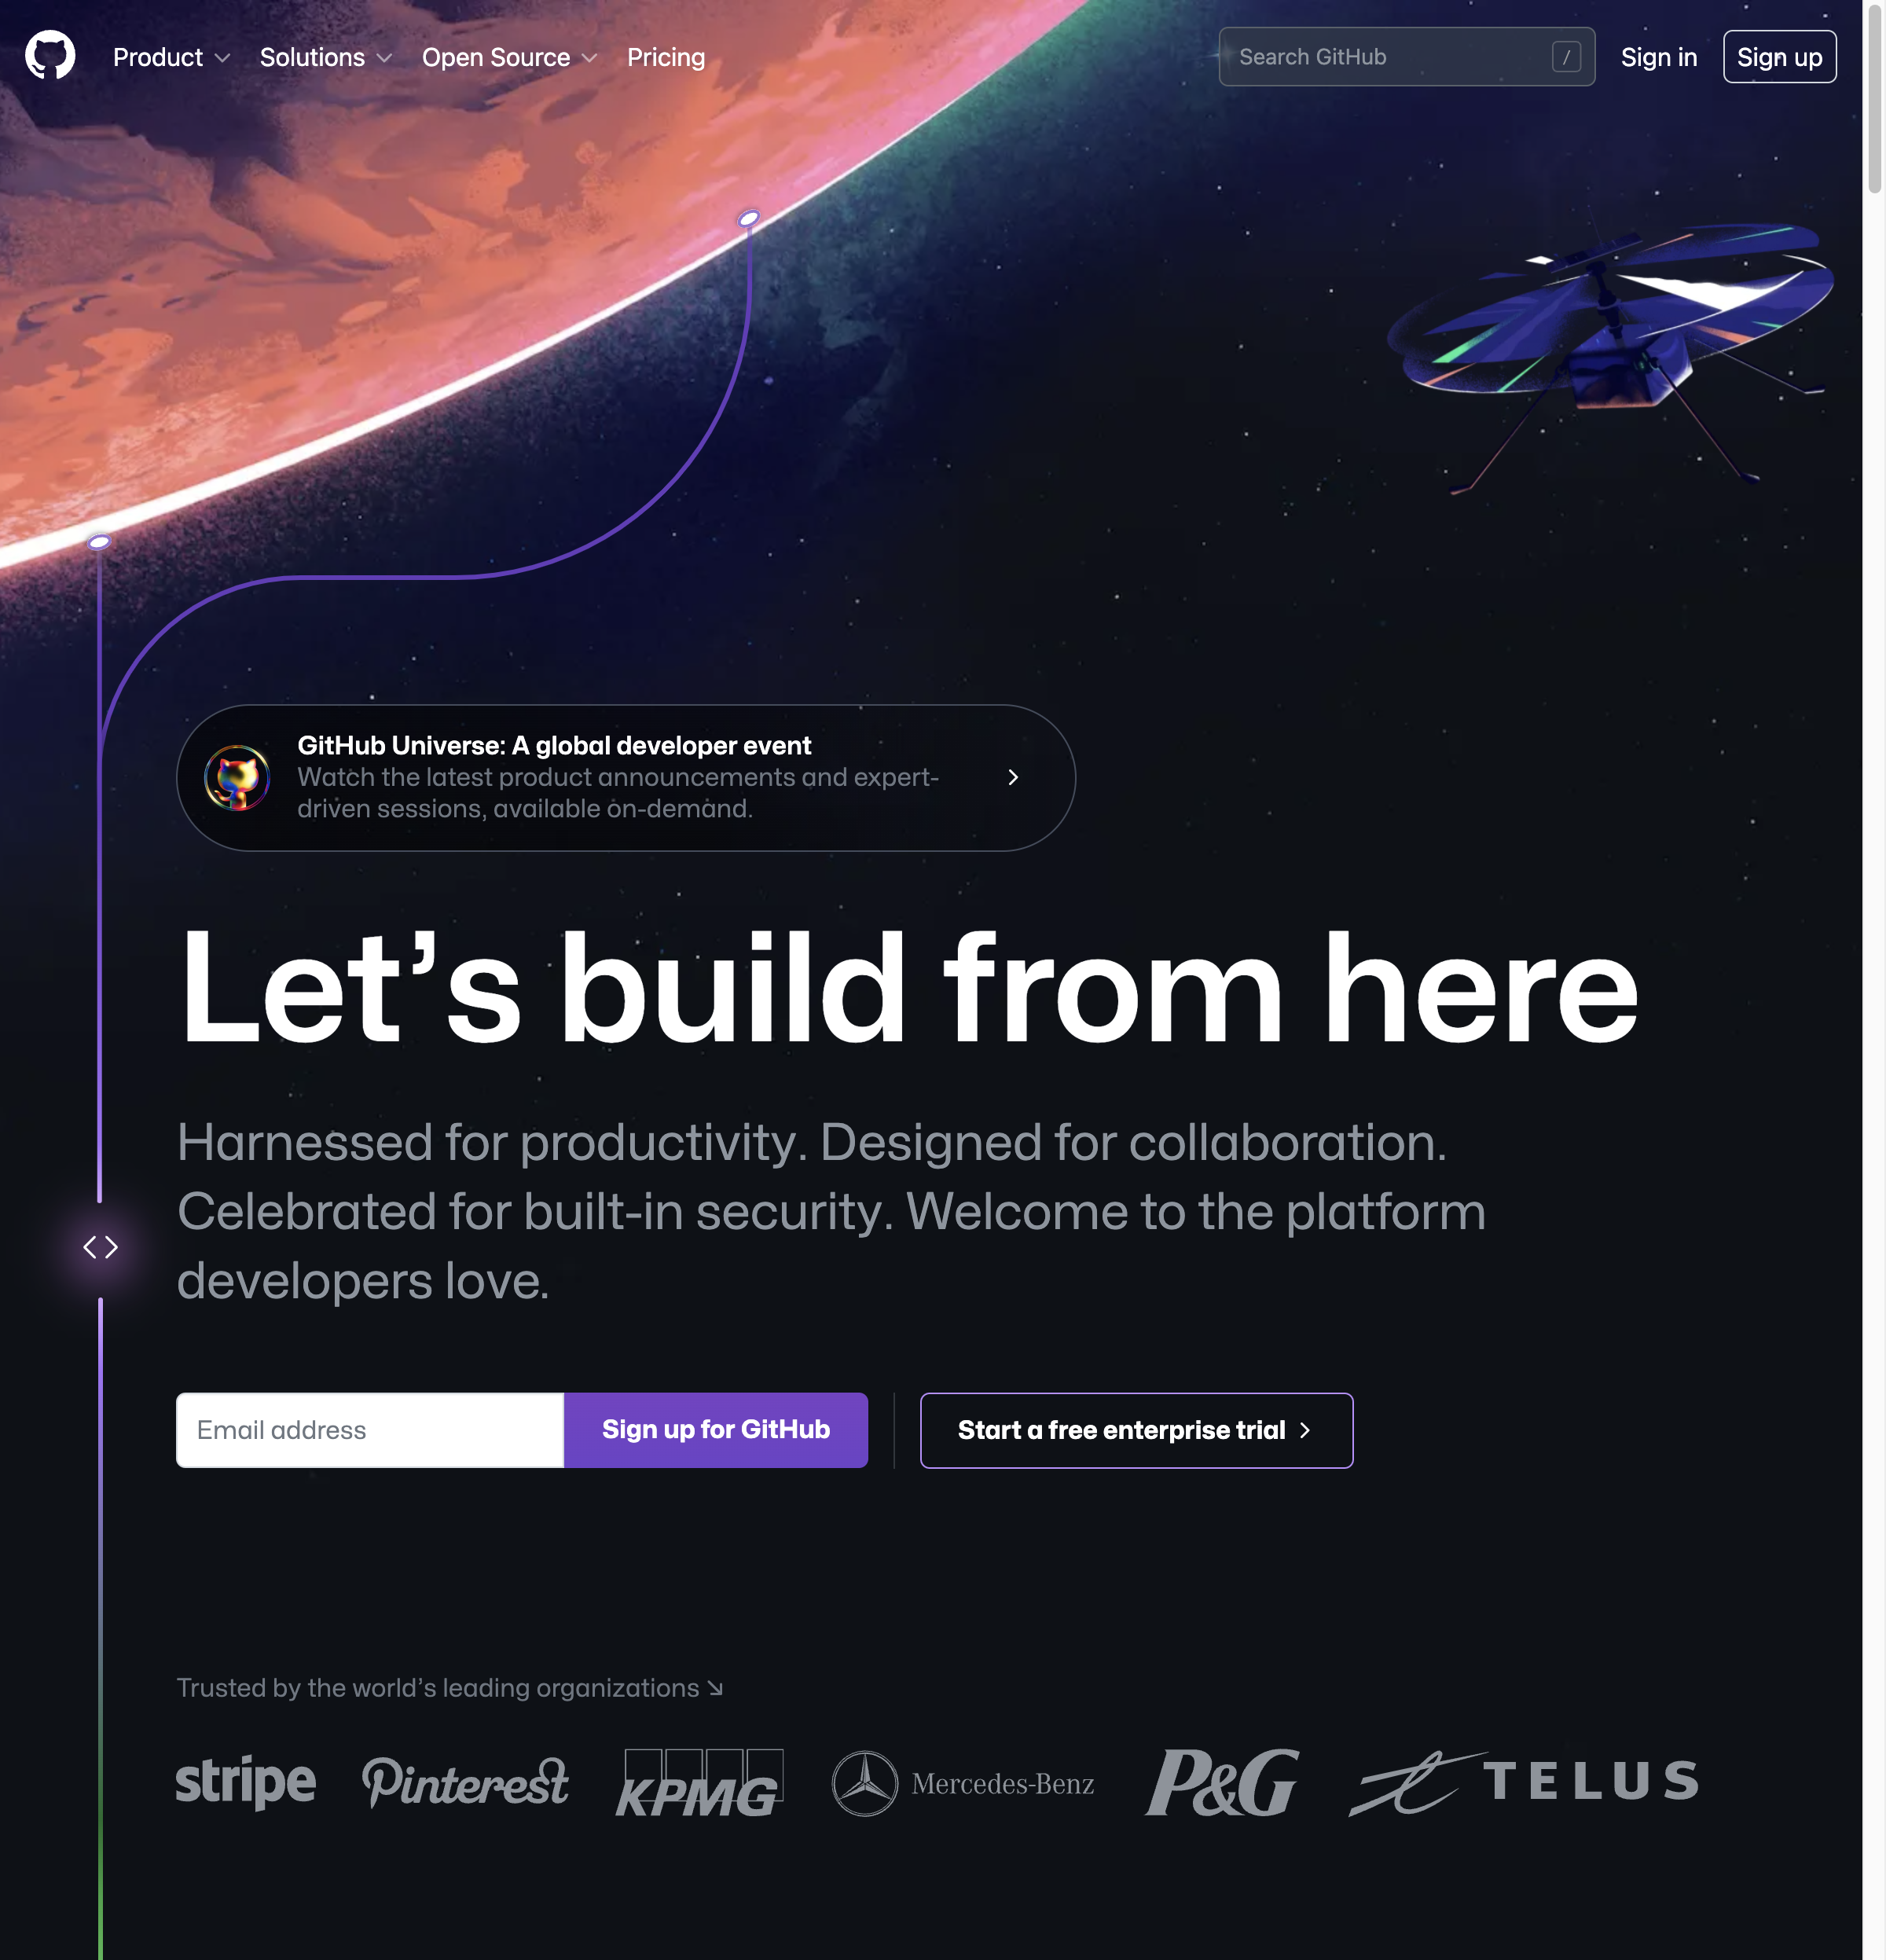 Product
Solutions
Open Source
Pricing
Search GitHub
/
Sign in
Sign up
GitHub Universe: A global developer event
Watch the latest product announcements and expert-
driven sessions, available on-demand.
Let’s build from here
Harnessed for productivity. Designed for collaboration.
Celebrated for built-in security. Welcome to the platform
developers love.
Email address
Sign up for GitHub
Start a free enterprise trial
Trusted by the world’s leading organizations ↘
stripe
Pinterest
KPMG
Mercedes-Benz
P&G
TELUS